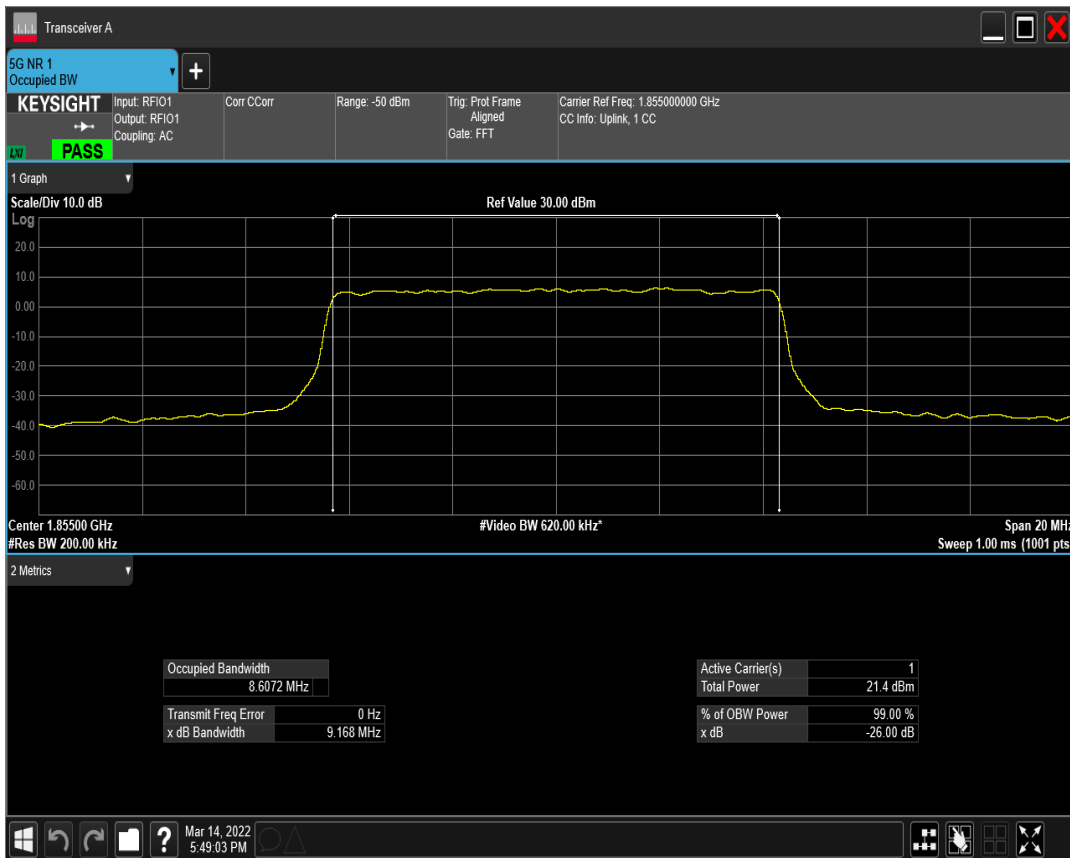 Transceiver A
5G NR 1
Occupied BW
+
KEYSIGHT
LXI
PASS
Input: RFIO1
Output: RFIO1
Coupling: AC
Corr CCorr
Range: -50 dBm
Trig: Prot Frame
Aligned
Gate: FFT
Carrier Ref Freq: 1.855000000 GHz
CC Info: Uplink, 1 CC
1 Graph
Scale/Div 10.0 dB
Ref Value 30.00 dBm
Log
20.0
10.0
0.00
-10.0
-20.0
-30.0
-40.0
-50.0
-60.0
Center 1.85500 GHz
#Video BW 620.00 kHz*
Span 20 MHz
#Res BW 200.00 kHz
Sweep 1.00 ms (1001 pts
2 Metrics
Occupied Bandwidth
8.6072 MHz
Transmit Freq Error 0 Hz
x dB Bandwidth 9.168 MHz
Active Carrier(s) 1
Total Power 21.4 dBm
% of OBW Power 99.00 %
x dB -26.00 dB
?
Mar 14, 2022
5:49:03 PM